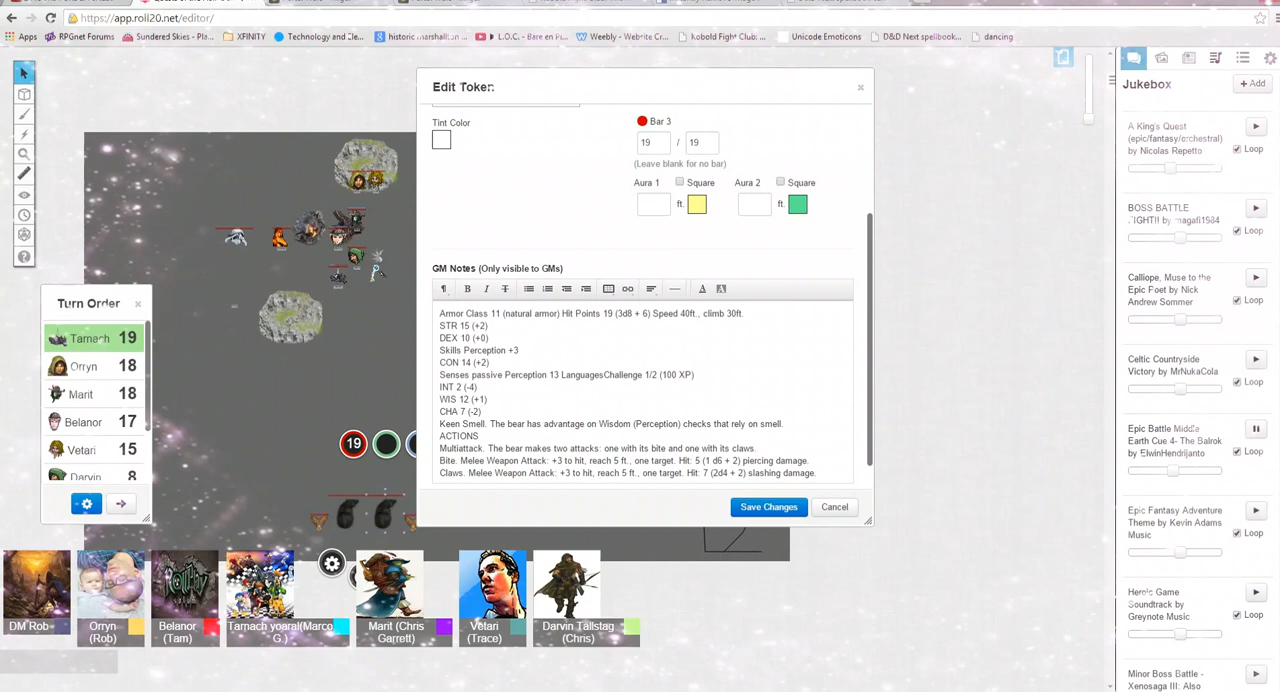 https://app.roll20.net/editor/
Apps
RPGnet Forums
Sundered Skies - Pla...
XFINITY
Technology and Ele...
historic marshallton ...
L.O.C. - Bare en Pi...
Weebly - Website Cr...
Kobold Fight Club: ...
Unicode Emoticons
D&D Next spellbook...
dancing
Edit Token
Tint Color
Bar 3
19 / 19
(Leave blank for no bar)
Aura 1 Square Aura 2 Square
ft. ft.
GM Notes (Only visible to GMs)
Armor Class 11 (natural armor) Hit Points 19 (3d8 + 6) Speed 40ft., climb 30ft.
STR 15 (+2)
DEX 10 (+0)
Skills Perception +3
CON 14 (+2)
Senses passive Perception 13 LanguagesChallenge 1/2 (100 XP)
INT 2 (-4)
WIS 12 (+1)
CHA 7 (-2)
Keen Smell. The bear has advantage on Wisdom (Perception) checks that rely on smell.
ACTIONS
Multiattack. The bear makes two attacks: one with its bite and one with its claws.
Bite. Melee Weapon Attack: +3 to hit, reach 5 ft., one target. Hit: 5 (1 d6 + 2) piercing damage.
Claws. Melee Weapon Attack: +3 to hit, reach 5 ft., one target. Hit: 7 (2d4 + 2) slashing damage.
Save Changes
Cancel
Turn Order
Tarnach 19
Orryn 18
Marit 18
Belanor 17
Vetari 15
Darvin 8
19
DM Rob
Orryn
(Rob)
Belanor
(Tam)
Tarnach yoaral(Marco
G.)
Marit (Chris
Garrett)
Vetari
(Trace)
Darvin Tallstag
(Chris)
Jukebox
+ Add
A King's Quest
(epic/fantasy/orchestral)
by Nicolas Repetto
Loop
BOSS BATTLE
FIGHT!! by magafi1584
Loop
Calliope, Muse to the
Epic Poet by Nick
Andrew Sommer
Loop
Celtic Countryside
Victory by MrNukaCola
Loop
Epic Battle Middle
Earth Cue 4- The Balrok
by ElwinHendrijanto
Loop
Epic Fantasy Adventure
Theme by Kevin Adams
Music
Loop
Heroic Game
Soundtrack by
Greynote Music
Loop
Minor Boss Battle -
Xenosaga III: Also